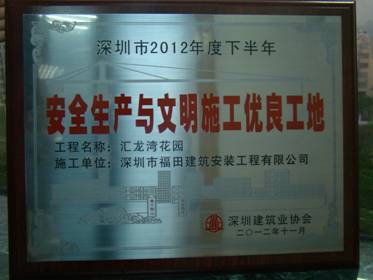 深圳市2012年度下半年
安全生产与文明施工优良工地
工程名称：汇龙湾花园
施工单位：深圳市福田建筑安装工程有限公司
深圳建筑业协会
二〇一二年十一月